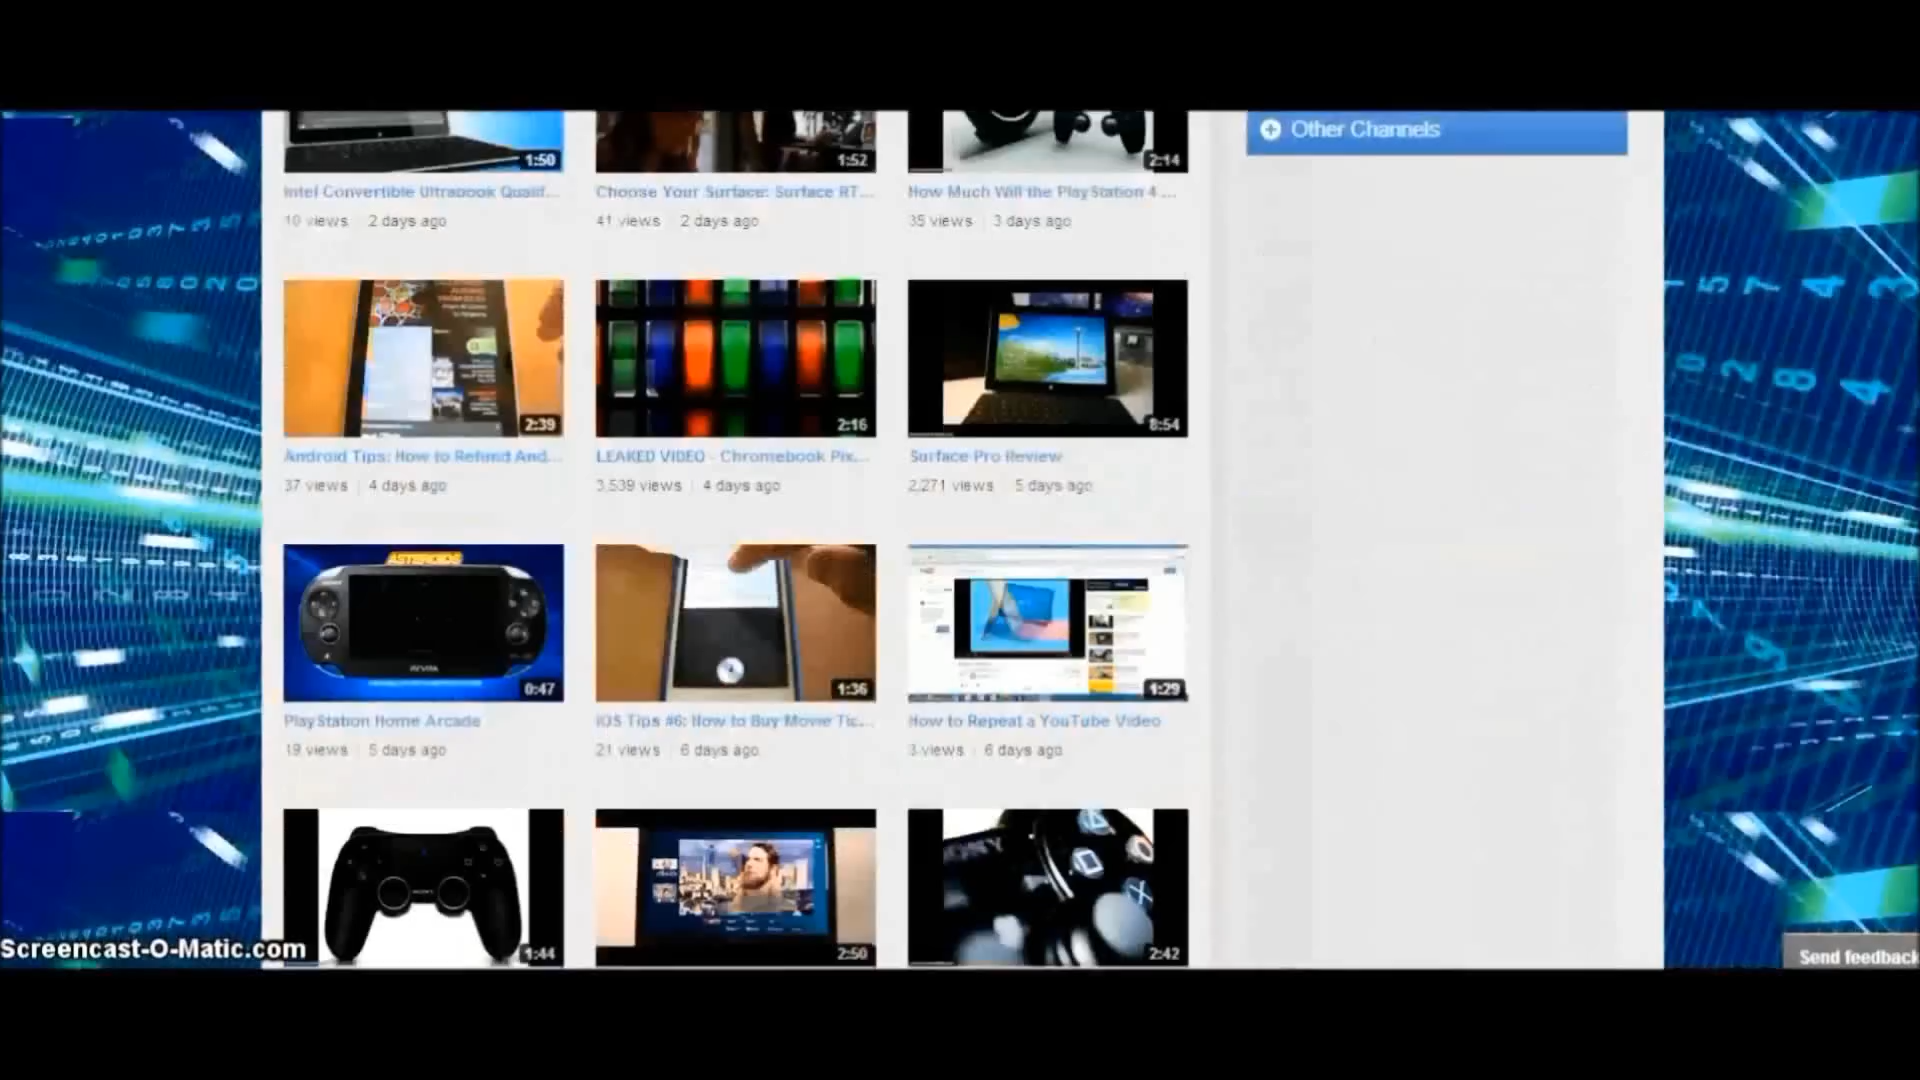 Other Channels
1:50
1:52
2:14
Intel Convertible Ultrabook Qualif...
Choose Your Surface: Surface RT...
How Much Will the PlayStation 4 ...
10 views 2 days ago
41 views 2 days ago
35 views 3 days ago
2:39
2:16
8:54
Android Tips: How to Refund And...
LEAKED VIDEO - Chromebook Pix...
Surface Pro Review
37 views 4 days ago
3,539 views 4 days ago
2,271 views 5 days ago
ASTEROIDS
PSVITA
0:47
1:36
1:29
PlayStation Home Arcade
iOS Tips #6: How to Buy Movie Tic...
How to Repeat a YouTube Video
19 views 5 days ago
21 views 6 days ago
3 views 6 days ago
SONY
1:44
2:50
2:42
Screencast-O-Matic.com
Send feedback